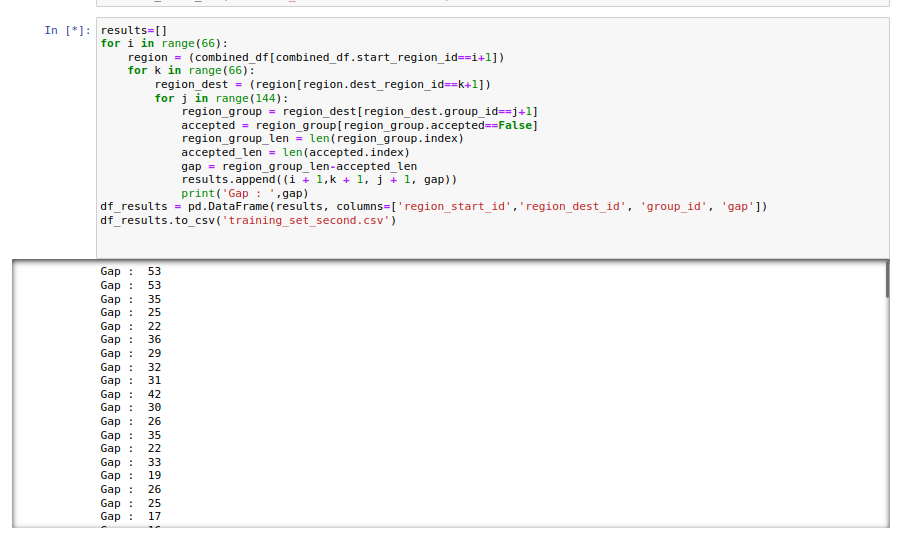 In [*]: results=[]
for i in range(66):
    region = (combined_df[combined_df.start_region_id==i+1])
    for k in range(66):
        region_dest = (region[region.dest_region_id==k+1])
        for j in range(144):
            region_group = region_dest[region_dest.group_id==j+1]
            accepted = region_group[region_group.accepted==False]
            region_group_len = len(region_group.index)
            accepted_len = len(accepted.index)
            gap = region_group_len-accepted_len
            results.append((i + 1,k + 1, j + 1, gap))
            print('Gap : ',gap)
df_results = pd.DataFrame(results, columns=['region_start_id','region_dest_id', 'group_id', 'gap'])
df_results.to_csv('training_set_second.csv')
Gap :  53
Gap :  53
Gap :  35
Gap :  25
Gap :  22
Gap :  36
Gap :  29
Gap :  32
Gap :  31
Gap :  42
Gap :  30
Gap :  26
Gap :  35
Gap :  22
Gap :  33
Gap :  19
Gap :  26
Gap :  25
Gap :  17